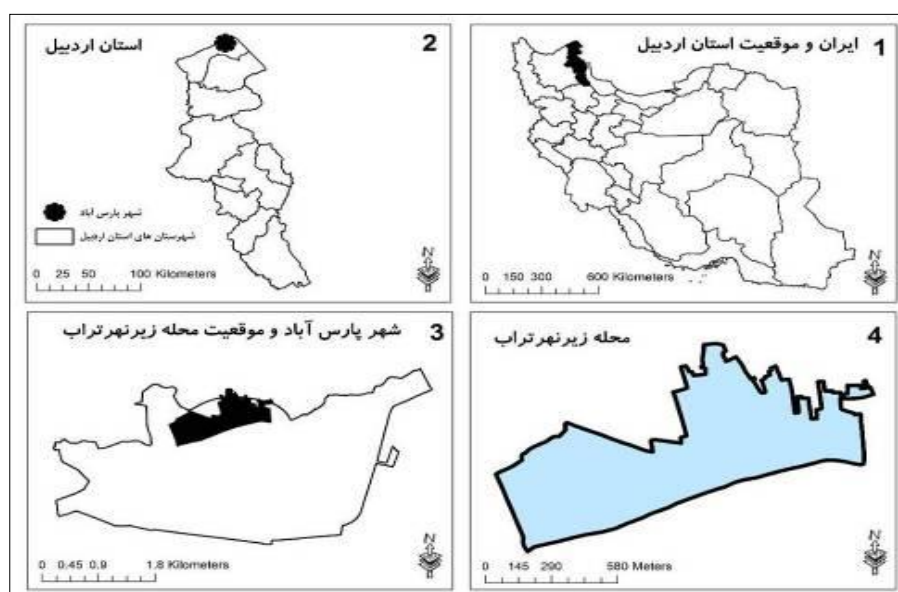 ایران و موقعیت استان اردبیل
1
0 150 300 600 Kilometers
N
استان اردبیل
2
شهر پارس آباد
شهرستان های استان اردبیل
0 25 50 100 Kilometers
N
شهر پارس آباد و موقعیت محله زیرنهرتراب
3
0 0.45 0.9 1.8 Kilometers
N
محله زیرنهرتراب
4
0 145 290 580 Meters
N